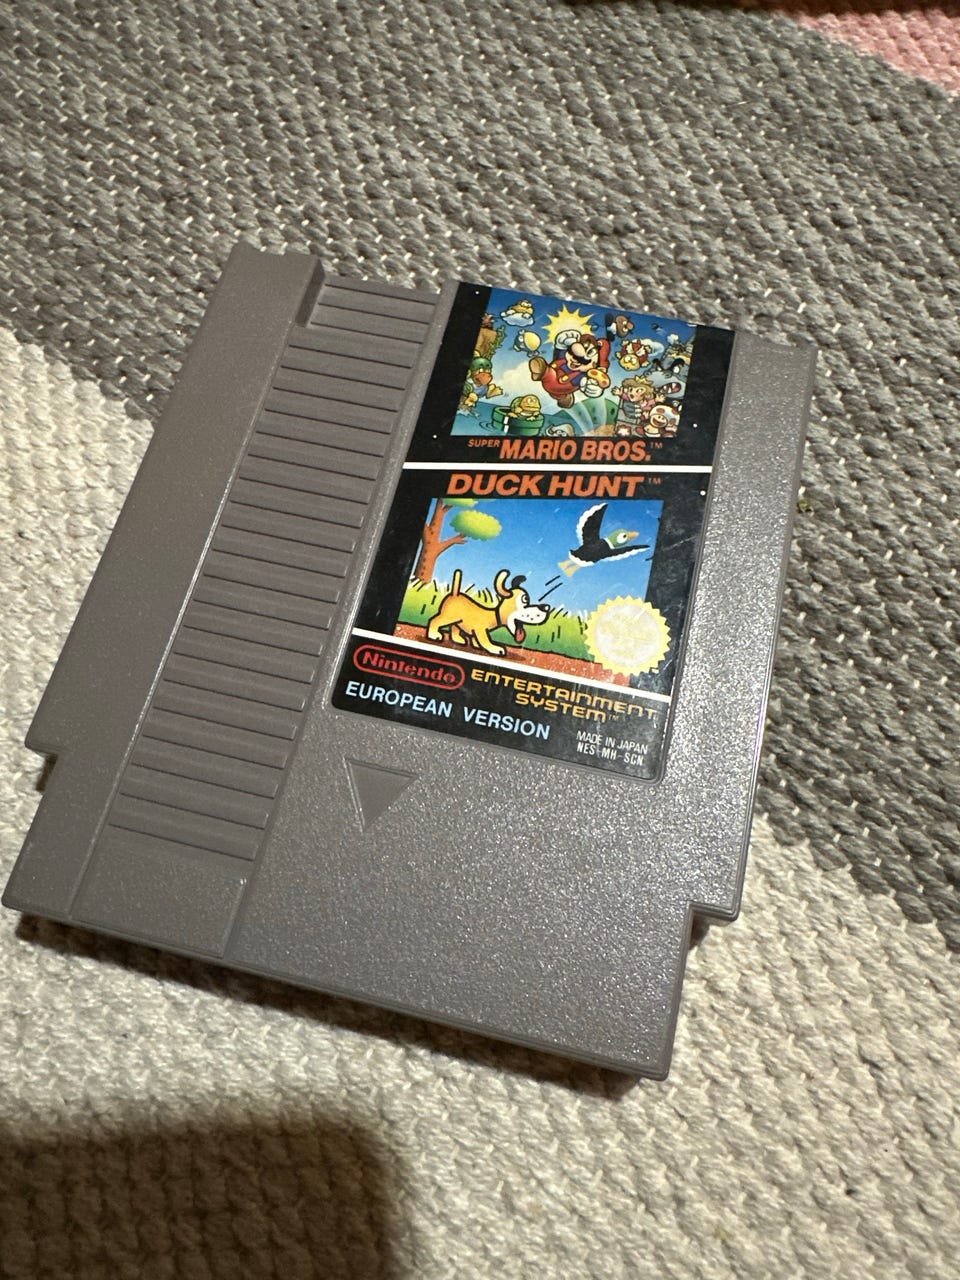 SUPER MARIO BROS.™
DUCK HUNT™
Nintendo ENTERTAINMENT
SYSTEM™
EUROPEAN VERSION
MADE IN JAPAN
NES-MH-SCN